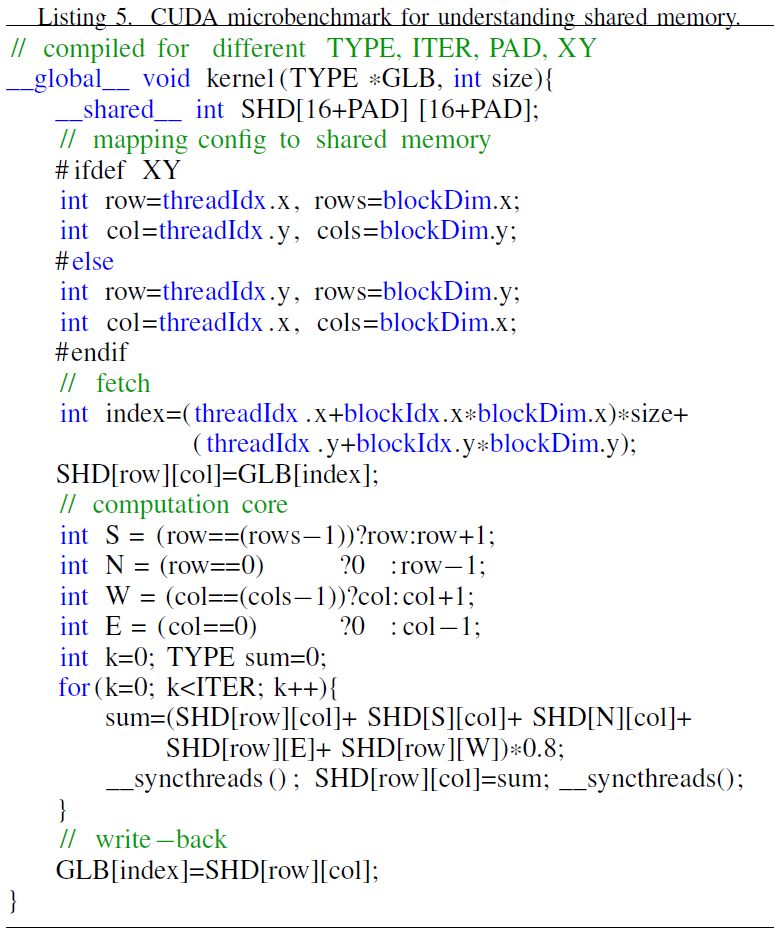 Listing 5. CUDA microbenchmark for understanding shared memory.
// compiled for different TYPE, ITER, PAD, XY
__global__ void kernel(TYPE *GLB, int size){
__shared__ int SHD[16+PAD] [16+PAD];
// mapping config to shared memory
#ifdef XY
int row=threadIdx.x, rows=blockDim.x;
int col=threadIdx.y, cols=blockDim.y;
#else
int row=threadIdx.y, rows=blockDim.y;
int col=threadIdx.x, cols=blockDim.x;
#endif
// fetch
int index=(threadIdx.x+blockIdx.x*blockDim.x)*size+
(threadIdx.y+blockIdx.y*blockDim.y);
SHD[row][col]=GLB[index];
// computation core
int S = (row==(rows−1))?row:row+1;
int N = (row==0) ?0 :row−1;
int W = (col==(cols−1))?col:col+1;
int E = (col==0) ?0 :col−1;
int k=0; TYPE sum=0;
for(k=0; k<ITER; k++){
sum=(SHD[row][col]+ SHD[S][col]+ SHD[N][col]+
SHD[row][E]+ SHD[row][W])*0.8;
__syncthreads(); SHD[row][col]=sum; __syncthreads();
}
// write−back
GLB[index]=SHD[row][col];
}